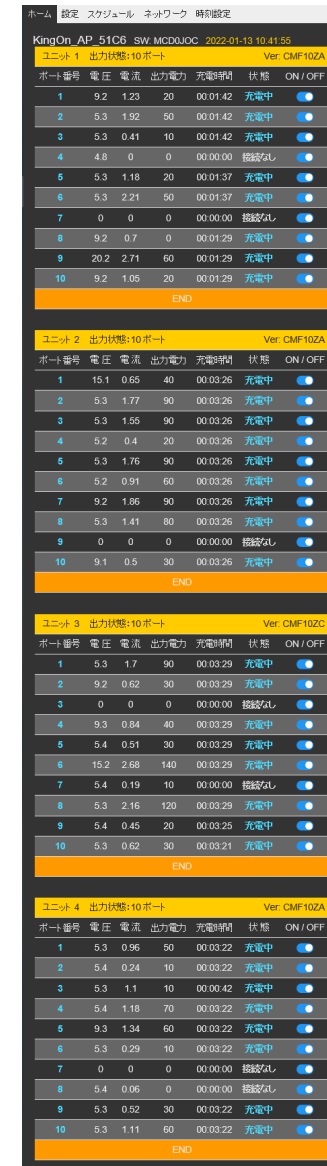 ホーム 設定 スケジュール ネットワーク 時刻設定
KingOn_AP_51C6 SW: MCD0JOC 2022-01-13 10:41:55
ユニット 1 出力状態:10ポート Ver: CMF10ZA
ポート番号 電圧 電流 出力電力 充電時間 状態 ON / OFF
1 9.2 1.23 20 00:01:42 充電中
2 5.3 1.92 50 00:01:42 充電中
3 5.3 0.41 10 00:01:42 充電中
4 4.8 0 0 00:00:00 接続なし
5 5.3 1.18 20 00:01:37 充電中
6 5.3 2.21 50 00:01:37 充電中
7 0 0 0 00:00:00 接続なし
8 9.2 0.7 0 00:01:29 充電中
9 20.2 2.71 60 00:01:29 充電中
10 9.2 1.05 20 00:01:29 充電中
END
ユニット 2 出力状態:10ポート Ver: CMF10ZA
ポート番号 電圧 電流 出力電力 充電時間 状態 ON / OFF
1 15.1 0.65 40 00:03:26 充電中
2 5.3 1.77 90 00:03:26 充電中
3 5.3 1.55 90 00:03:26 充電中
4 5.2 0.4 20 00:03:26 充電中
5 5.3 1.76 90 00:03:26 充電中
6 5.2 0.91 60 00:03:26 充電中
7 9.2 1.86 90 00:03:26 充電中
8 5.3 1.41 80 00:03:26 充電中
9 0 0 0 00:00:00 接続なし
10 9.1 0.5 30 00:03:26 充電中
END
ユニット 3 出力状態:10ポート Ver: CMF10ZC
ポート番号 電圧 電流 出力電力 充電時間 状態 ON / OFF
1 5.3 1.7 90 00:03:29 充電中
2 9.2 0.62 30 00:03:29 充電中
3 0 0 0 00:00:00 接続なし
4 9.3 0.84 40 00:03:29 充電中
5 5.4 0.51 30 00:03:29 充電中
6 15.2 2.68 140 00:03:29 充電中
7 5.4 0.19 10 00:00:00 接続なし
8 5.3 2.16 120 00:03:29 充電中
9 5.4 0.45 20 00:03:25 充電中
10 5.3 0.62 30 00:03:21 充電中
END
ユニット 4 出力状態:10ポート Ver: CMF10ZA
ポート番号 電圧 電流 出力電力 充電時間 状態 ON / OFF
1 5.3 0.96 50 00:03:22 充電中
2 5.4 0.24 10 00:03:22 充電中
3 5.3 1.1 10 00:00:42 充電中
4 5.4 1.18 70 00:03:22 充電中
5 9.3 1.34 60 00:03:22 充電中
6 5.3 0.29 10 00:03:22 充電中
7 0 0 0 00:00:00 接続なし
8 5.4 0.06 0 00:00:00 接続なし
9 5.3 0.52 30 00:03:22 充電中
10 5.3 1.11 60 00:03:22 充電中
END